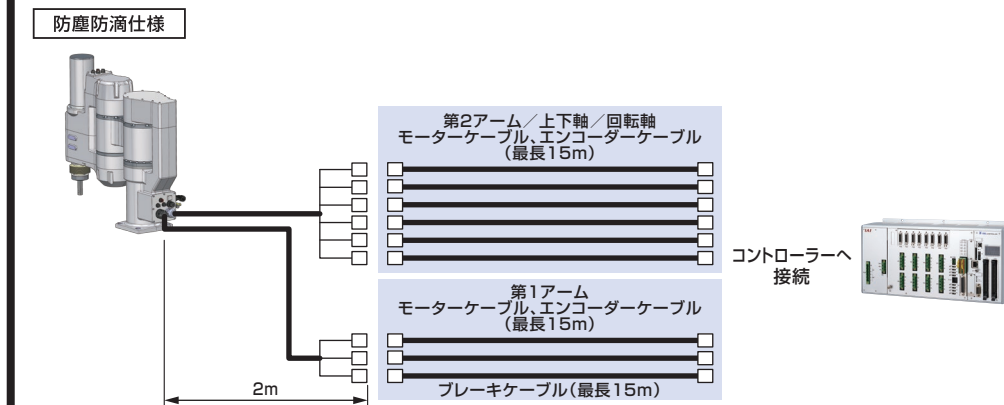 防塵防滴仕様
第2アーム／上下軸／回転軸
モーターケーブル、エンコーダーケーブル
（最長15m）
コントローラーへ
接続
第1アーム
モーターケーブル、エンコーダーケーブル
（最長15m）
ブレーキケーブル（最長15m）
2m